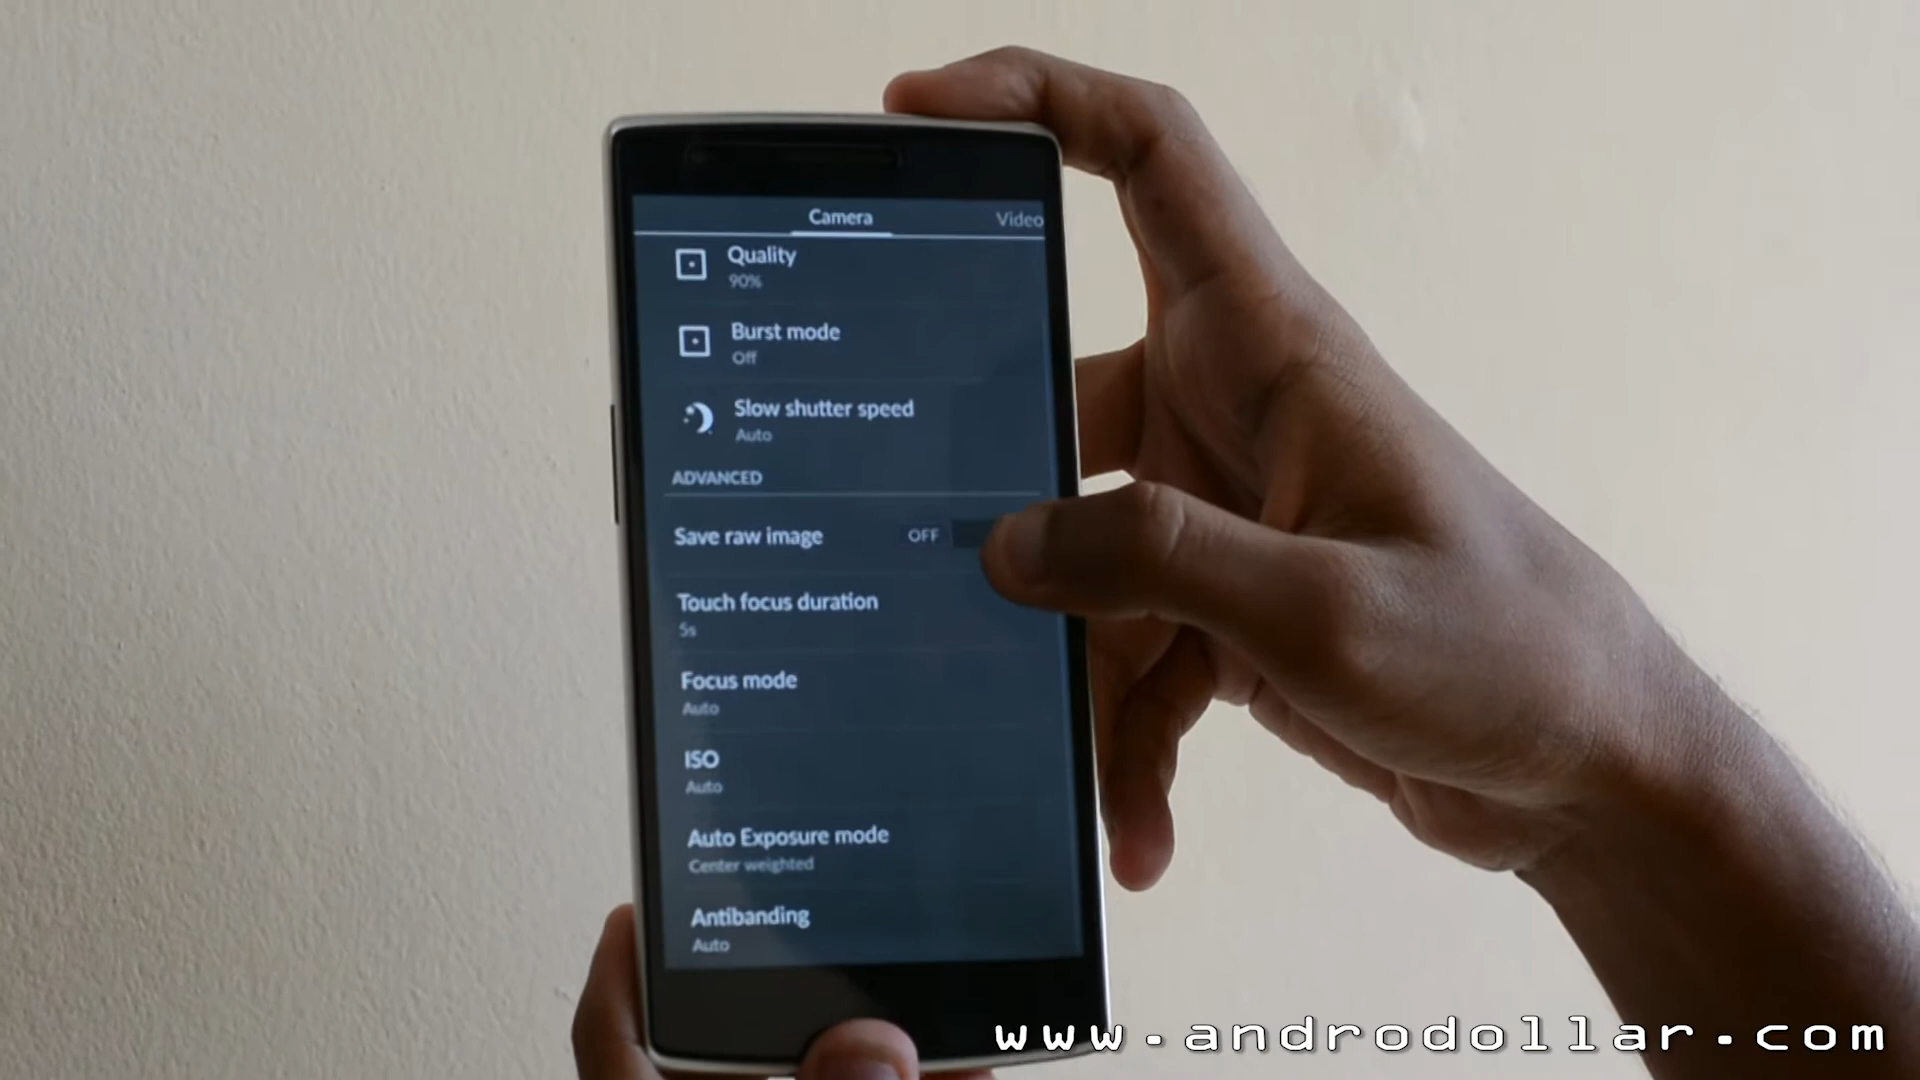 Camera Video
Quality
90%
Burst mode
Off
Slow shutter speed
Auto
ADVANCED
Save raw image OFF
Touch focus duration
5s
Focus mode
Auto
ISO
Auto
Auto Exposure mode
Center weighted
Antibanding
Auto
www.androdollar.com